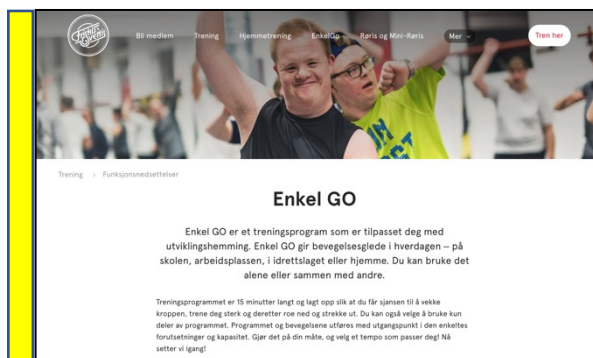 Friskis&Svettis
Bli medlem Trening Hjemmetrening EnkelGo Røris og Mini-Røris Mer Tren her
Trening > Funksjonsnedsettelser
Enkel GO
Enkel GO er et treningsprogram som er tilpasset deg med
utviklingshemming. Enkel GO gir bevegelsesglede i hverdagen – på
skolen, arbeidsplassen, i idrettslaget eller hjemme. Du kan bruke det
alene eller sammen med andre.
Treningsprogrammet er 15 minutter langt og lagt opp slik at du får sjansen til å vekke
kroppen, trene deg sterk og deretter roe ned og strekke ut. Du kan også velge å bruke kun
deler av programmet. Programmet og bevegelsene utføres med utgangspunkt i den enkeltes
forutsetninger og kapasitet. Gjør det på din måte, og velg et tempo som passer deg! Nå
setter vi igang!